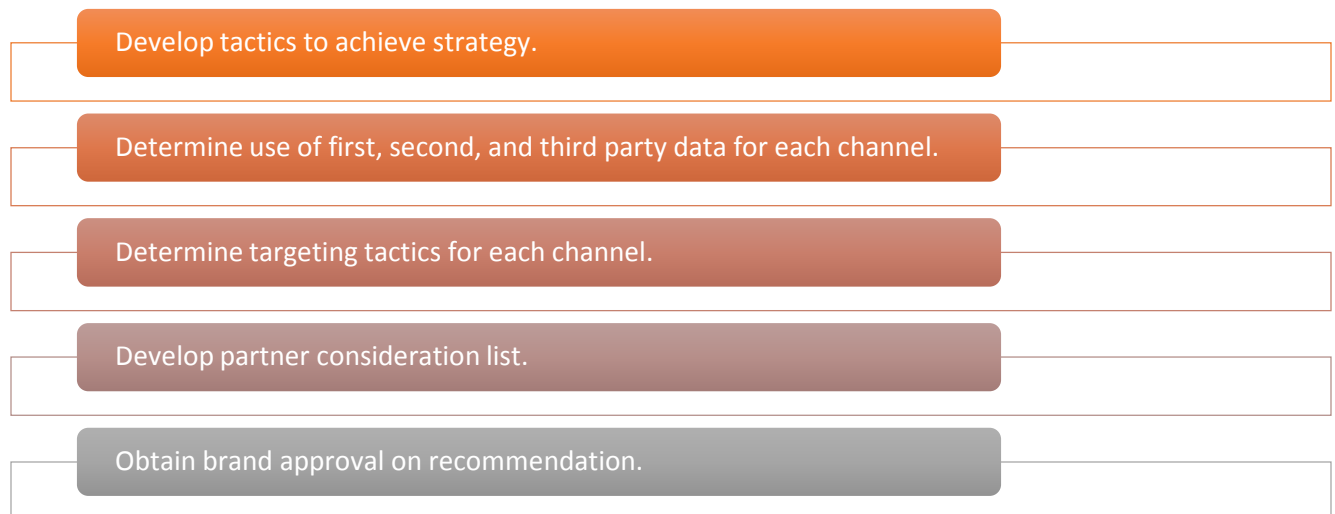 Develop tactics to achieve strategy.
Determine use of first, second, and third party data for each channel.
Determine targeting tactics for each channel.
Develop partner consideration list.
Obtain brand approval on recommendation.